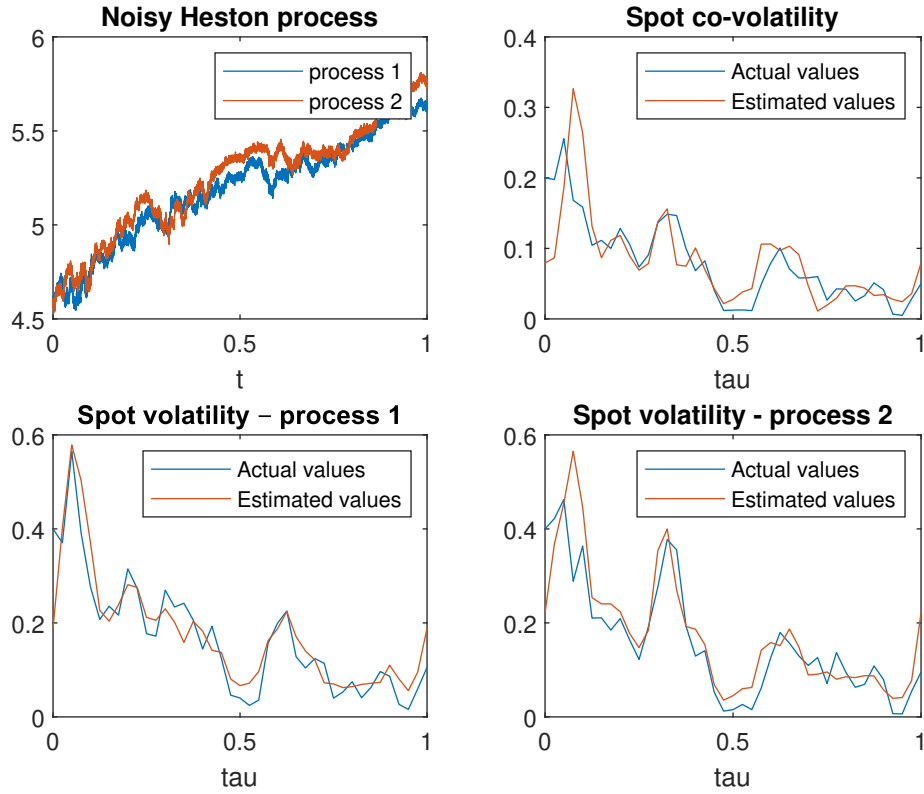 Noisy Heston process
6
5.5
5
4.5
0
0.5
1
t
process 1
process 2
Spot co-volatility
0.4
0.3
0.2
0.1
0
0
0.5
1
tau
Actual values
Estimated values
Spot volatility – process 1
0.6
0.4
0.2
0
0
0.5
1
tau
Actual values
Estimated values
Spot volatility - process 2
0.6
0.4
0.2
0
0
0.5
1
tau
Actual values
Estimated values